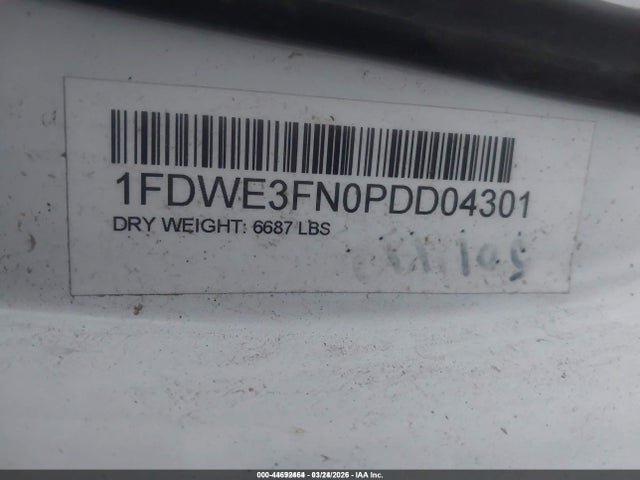 1FDWE3FN0PDD04301
DRY WEIGHT: 6687 LBS
000-44692464 - 03/24/2026 - IAA Inc.